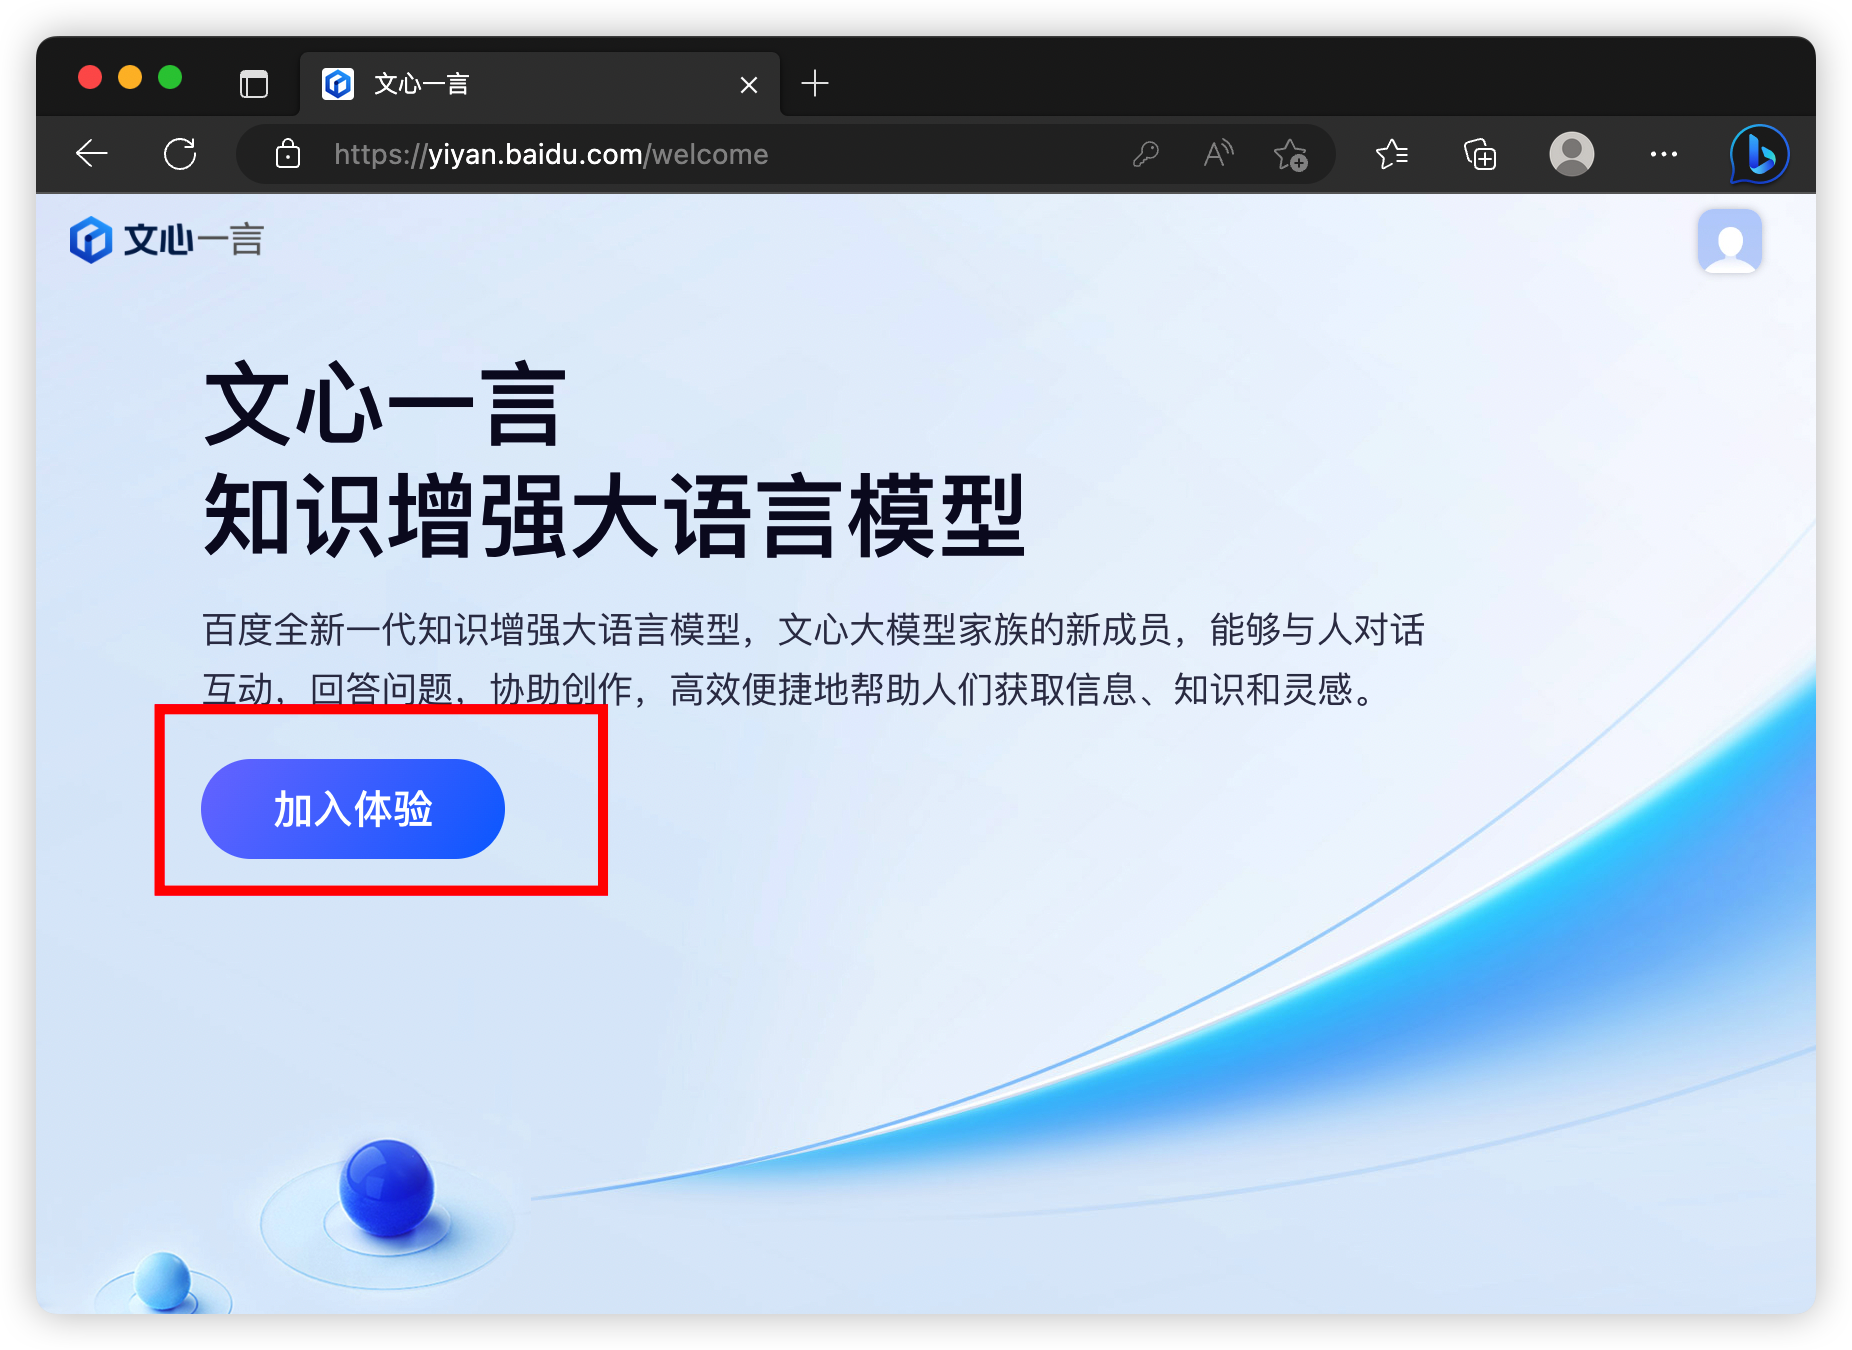 文心一言
https://yiyan.baidu.com/welcome
文心一言
文心一言
知识增强大语言模型
百度全新一代知识增强大语言模型，文心大模型家族的新成员，能够与人对话
互动，回答问题，协助创作，高效便捷地帮助人们获取信息、知识和灵感。
加入体验